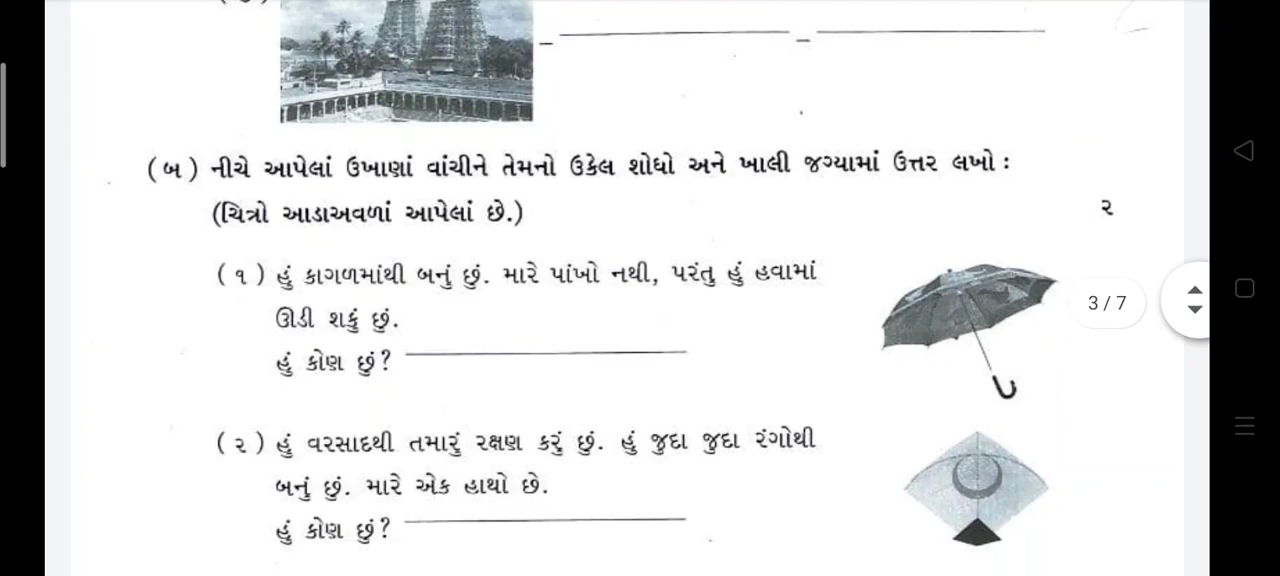 (બ) નીચે આપેલાં ઉખાણાં વાંચીને તેમનો ઉકેલ શોધો અને ખાલી જગ્યામાં ઉત્તર લખો :
(ચિત્રો આડાઅવળાં આપેલાં છે.) ૨
(૧) હું કાગળમાંથી બનું છું. મારે પાંખો નથી, પરંતુ હું હવામાં
ઊડી શકું છું.
હું કોણ છું?
3 / 7
(૨) હું વરસાદથી તમારું રક્ષણ કરું છું. હું જુદા જુદા રંગોથી
બનું છું. મારે એક હાથો છે.
હું કોણ છું?